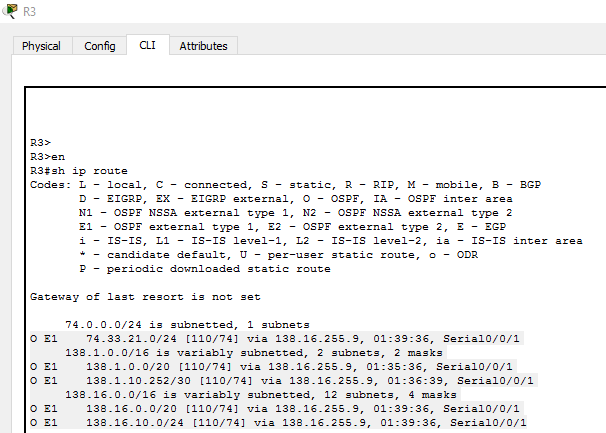 R3
Physical Config CLI Attributes
R3>
R3>en
R3#sh ip route
Codes: L - local, C - connected, S - static, R - RIP, M - mobile, B - BGP
D - EIGRP, EX - EIGRP external, O - OSPF, IA - OSPF inter area
N1 - OSPF NSSA external type 1, N2 - OSPF NSSA external type 2
E1 - OSPF external type 1, E2 - OSPF external type 2, E - EGP
i - IS-IS, L1 - IS-IS level-1, L2 - IS-IS level-2, ia - IS-IS inter area
* - candidate default, U - per-user static route, o - ODR
P - periodic downloaded static route
Gateway of last resort is not set
74.0.0.0/24 is subnetted, 1 subnets
O E1 74.33.21.0/24 [110/74] via 138.16.255.9, 01:39:36, Serial0/0/1
138.1.0.0/16 is variably subnetted, 2 subnets, 2 masks
O E1 138.1.0.0/20 [110/74] via 138.16.255.9, 01:35:36, Serial0/0/1
O E1 138.1.10.252/30 [110/74] via 138.16.255.9, 01:36:39, Serial0/0/1
138.16.0.0/16 is variably subnetted, 12 subnets, 4 masks
O E1 138.16.0.0/20 [110/74] via 138.16.255.9, 01:39:36, Serial0/0/1
O E1 138.16.10.0/24 [110/74] via 138.16.255.9, 01:39:36, Serial0/0/1